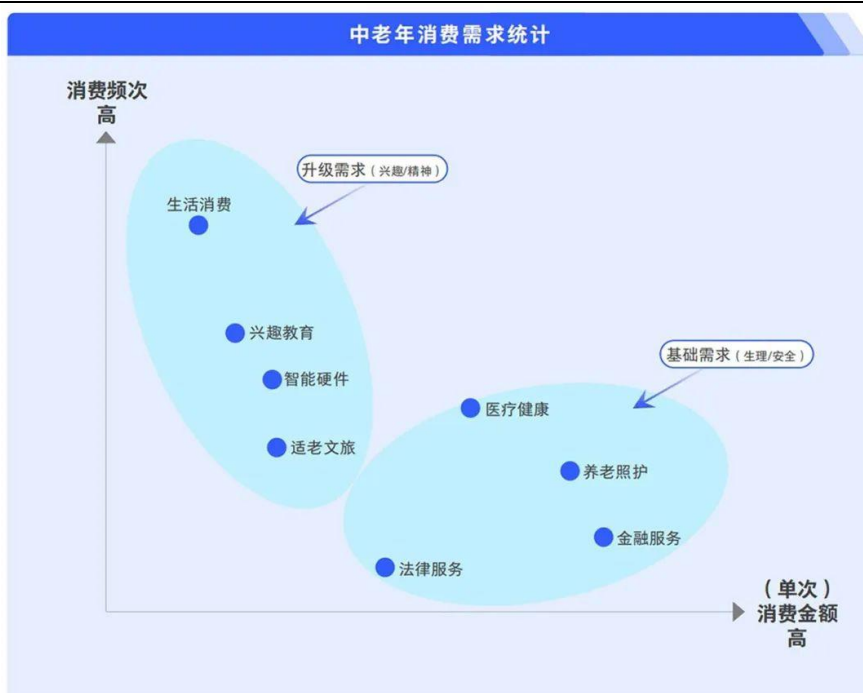 中老年消费需求统计
消费频次
高
升级需求（兴趣/精神）
生活消费
兴趣教育
智能硬件
适老文旅
基础需求（生理/安全）
医疗健康
养老照护
金融服务
法律服务
（单次）
消费金额
高